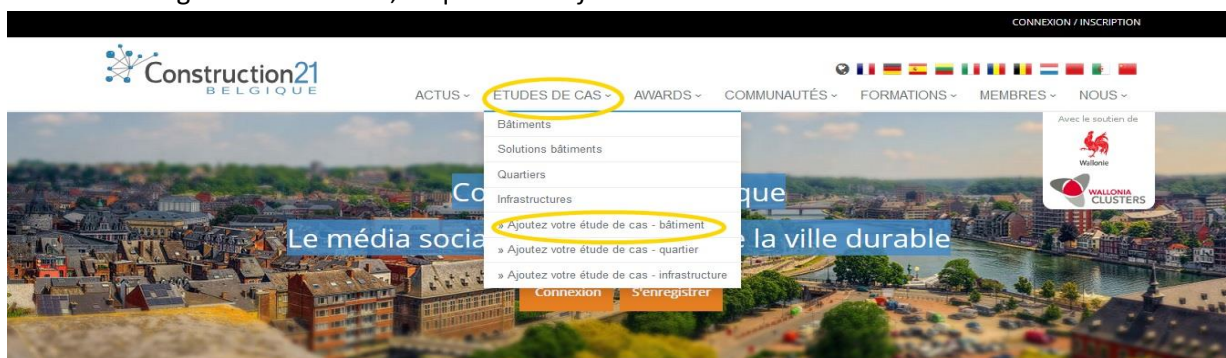 CONNEXION / INSCRIPTION
Construction21
BELGIQUE
ACTUS ETUDES DE CAS AWARDS COMMUNAUTÉS FORMATIONS MEMBRES NOUS
Avec le soutien de
Wallonie
WALLONIA
CLUSTERS
Bâtiments
Solutions bâtiments
Quartiers
Infrastructures
» Ajoutez votre étude de cas - bâtiment
» Ajoutez votre étude de cas - quartier
» Ajoutez votre étude de cas - infrastructure
Co que
Le média socia la ville durable
Connexion S'enregistrer